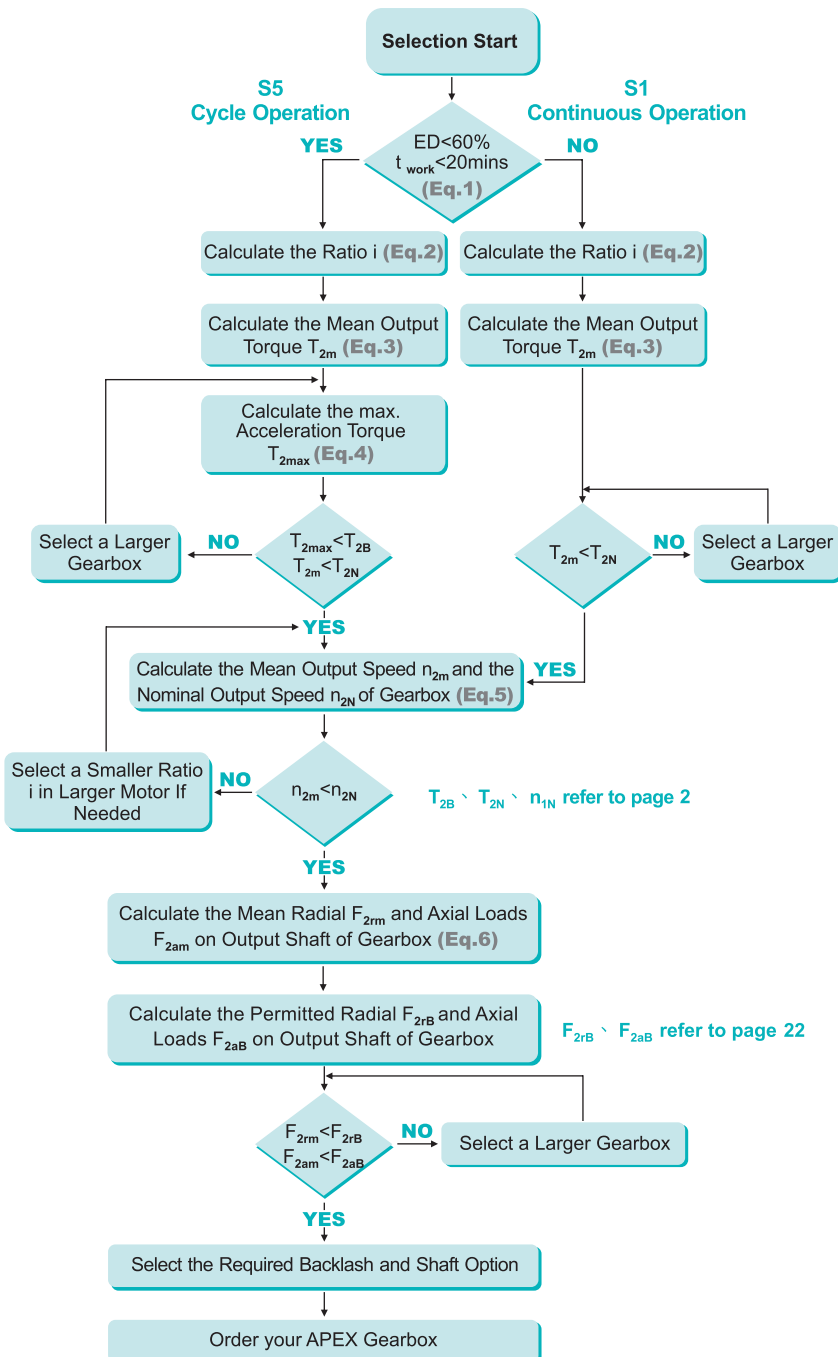 Selection Start
S5
Cycle Operation
S1
Continuous Operation
YES
ED<60%
t work<20mins
(Eq.1)
NO
Calculate the Ratio i (Eq.2)
Calculate the Ratio i (Eq.2)
Calculate the Mean Output
Torque T2m (Eq.3)
Calculate the Mean Output
Torque T2m (Eq.3)
Calculate the max.
Acceleration Torque
T2max (Eq.4)
Select a Larger
Gearbox
NO
T2max<T2B
T2m<T2N
T2m<T2N
NO
Select a Larger
Gearbox
YES
Calculate the Mean Output Speed n2m and the
Nominal Output Speed n2N of Gearbox (Eq.5)
YES
Select a Smaller Ratio
i in Larger Motor If
Needed
NO
n2m<n2N
T2B、T2N、n1N refer to page 2
YES
Calculate the Mean Radial F2rm and Axial Loads
F2am on Output Shaft of Gearbox (Eq.6)
Calculate the Permitted Radial F2rB and Axial
Loads F2aB on Output Shaft of Gearbox
F2rB、F2aB refer to page 22
F2rm<F2rB
F2am<F2aB
NO
Select a Larger Gearbox
YES
Select the Required Backlash and Shaft Option
Order your APEX Gearbox